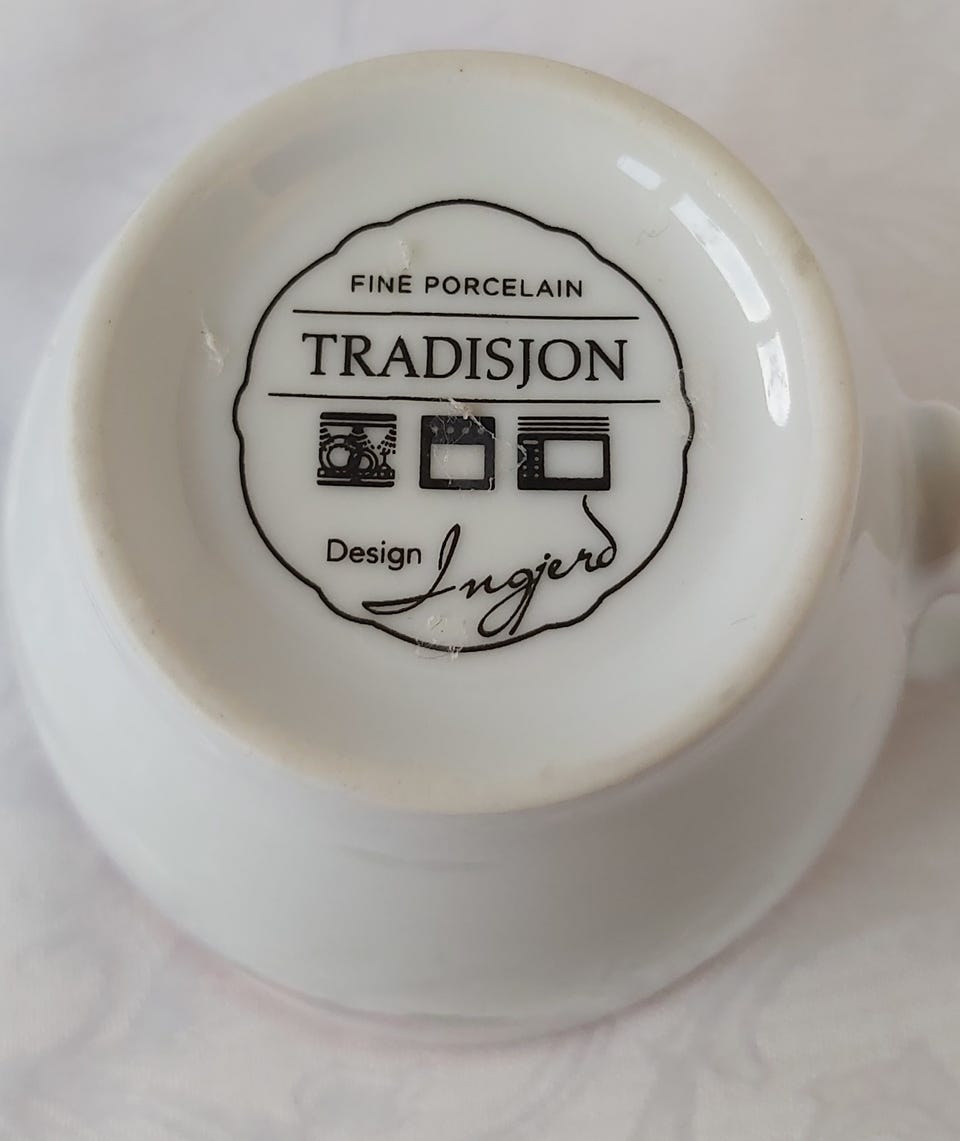 FINE PORCELAIN
TRADISJON
Design Ingjerd